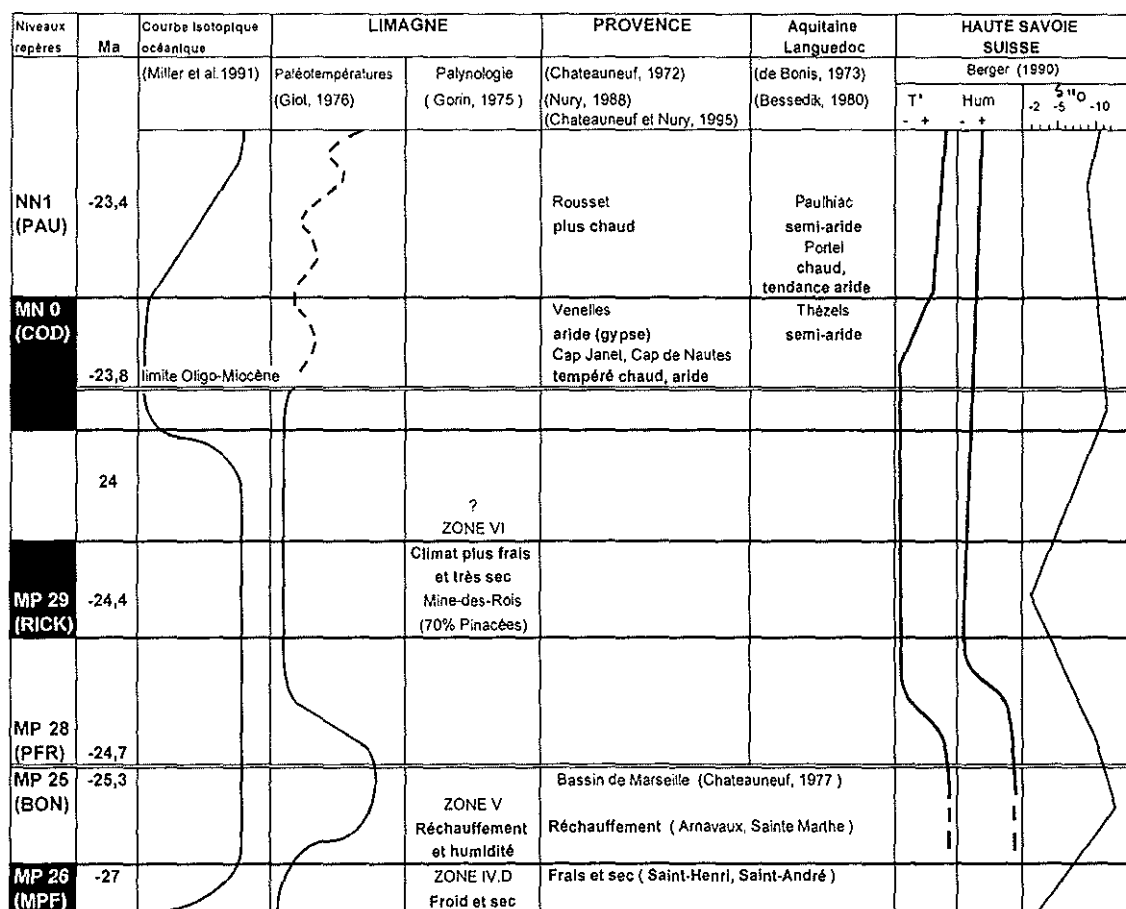 Niveaux repères
Ma
Courbe Isotopique océanique
LIMAGNE
PROVENCE
Aquitaine Languedoc
HAUTE SAVOIE SUISSE
(Miller et al. 1991)
Paléotempératures (Giot, 1976)
Palynologie (Gorin, 1975)
(Chateauneuf, 1972)
(Nury, 1988)
(Chateauneuf et Nury, 1995)
(de Bonis, 1973)
(Bessedik, 1980)
Berger (1990)
T°
- +
Hum
- +
-2 -5 -10
NN1 (PAU)
-23,4
Rousset
plus chaud
Paulhiac
semi-aride
Portel
chaud,
tendance aride
MN 0 (COD)
-23,8
limite Oligo-Miocène
Venelles
aride (gypse)
Cap Janet, Cap de Nautes
tempéré chaud, aride
Thézels
semi-aride
24
?
ZONE VI
MP 29 (RICK)
-24,4
Climat plus frais
et très sec
Mine-des-Rois
(70% Pinacées)
MP 28 (PFR)
-24,7
MP 25 (BON)
-25,3
ZONE V
Réchauffement
et humidité
Bassin de Marseille (Chateauneuf, 1977)
Réchauffement (Arnavaux, Sainte Marthe)
MP 26 (MPF)
-27
ZONE IV.D
Froid et sec
Frais et sec (Saint-Henri, Saint-André)